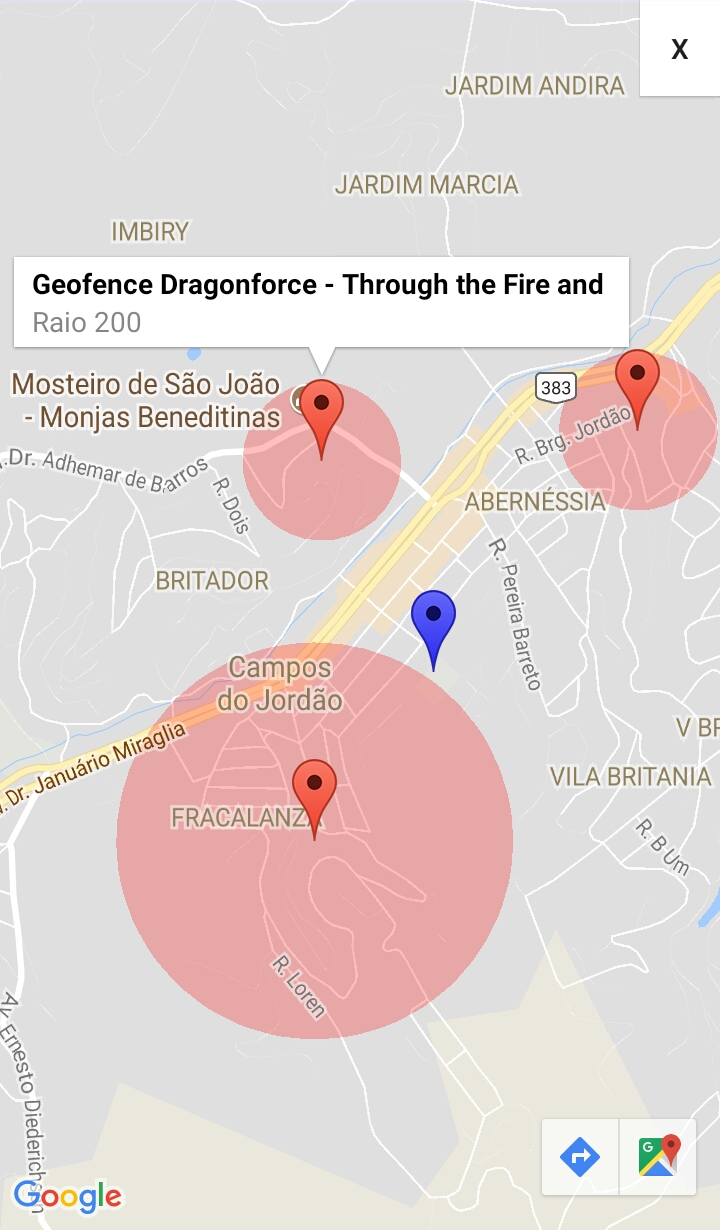 X
JARDIM ANDIRA
JARDIM MARCIA
IMBIRY
Geofence Dragonforce - Through the Fire and
Raio 200
Mosteiro de São João
- Monjas Beneditinas
383
R. Brg. Jordão
Dr. Adhemar de Barros
R. Dois
ABERNÉSSIA
BRITADOR
R. Pereira Barreto
Campos
do Jordão
V BR
. Dr. Januário Miraglia
VILA BRITANIA
FRACALANZA
R. B Um
R. Loren
Av. Ernesto Diederichsen
G
Google